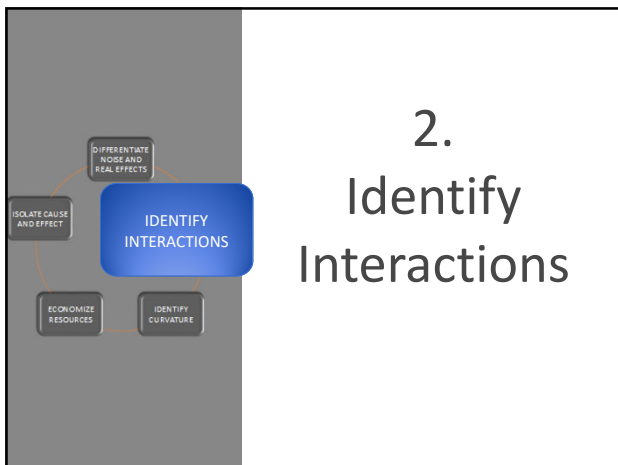 DIFFERENTIATE
NOISE AND
REAL EFFECTS
ISOLATE CAUSE
AND EFFECT
IDENTIFY
INTERACTIONS
ECONOMIZE
RESOURCES
IDENTIFY
CURVATURE
2.
Identify
Interactions